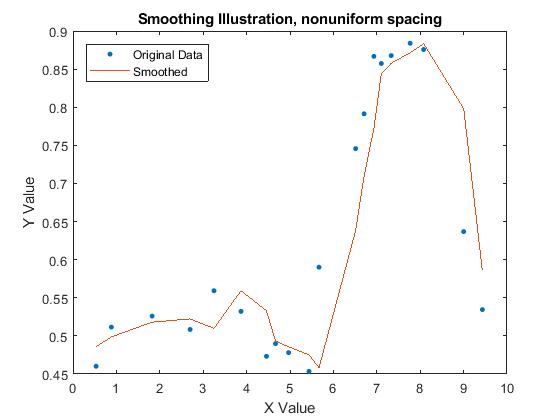 Smoothing Illustration, nonuniform spacing
0.9
0.85
0.8
0.75
0.7
0.65
0.6
0.55
0.5
0.45
Y Value
Original Data
Smoothed
0 1 2 3 4 5 6 7 8 9 10
X Value